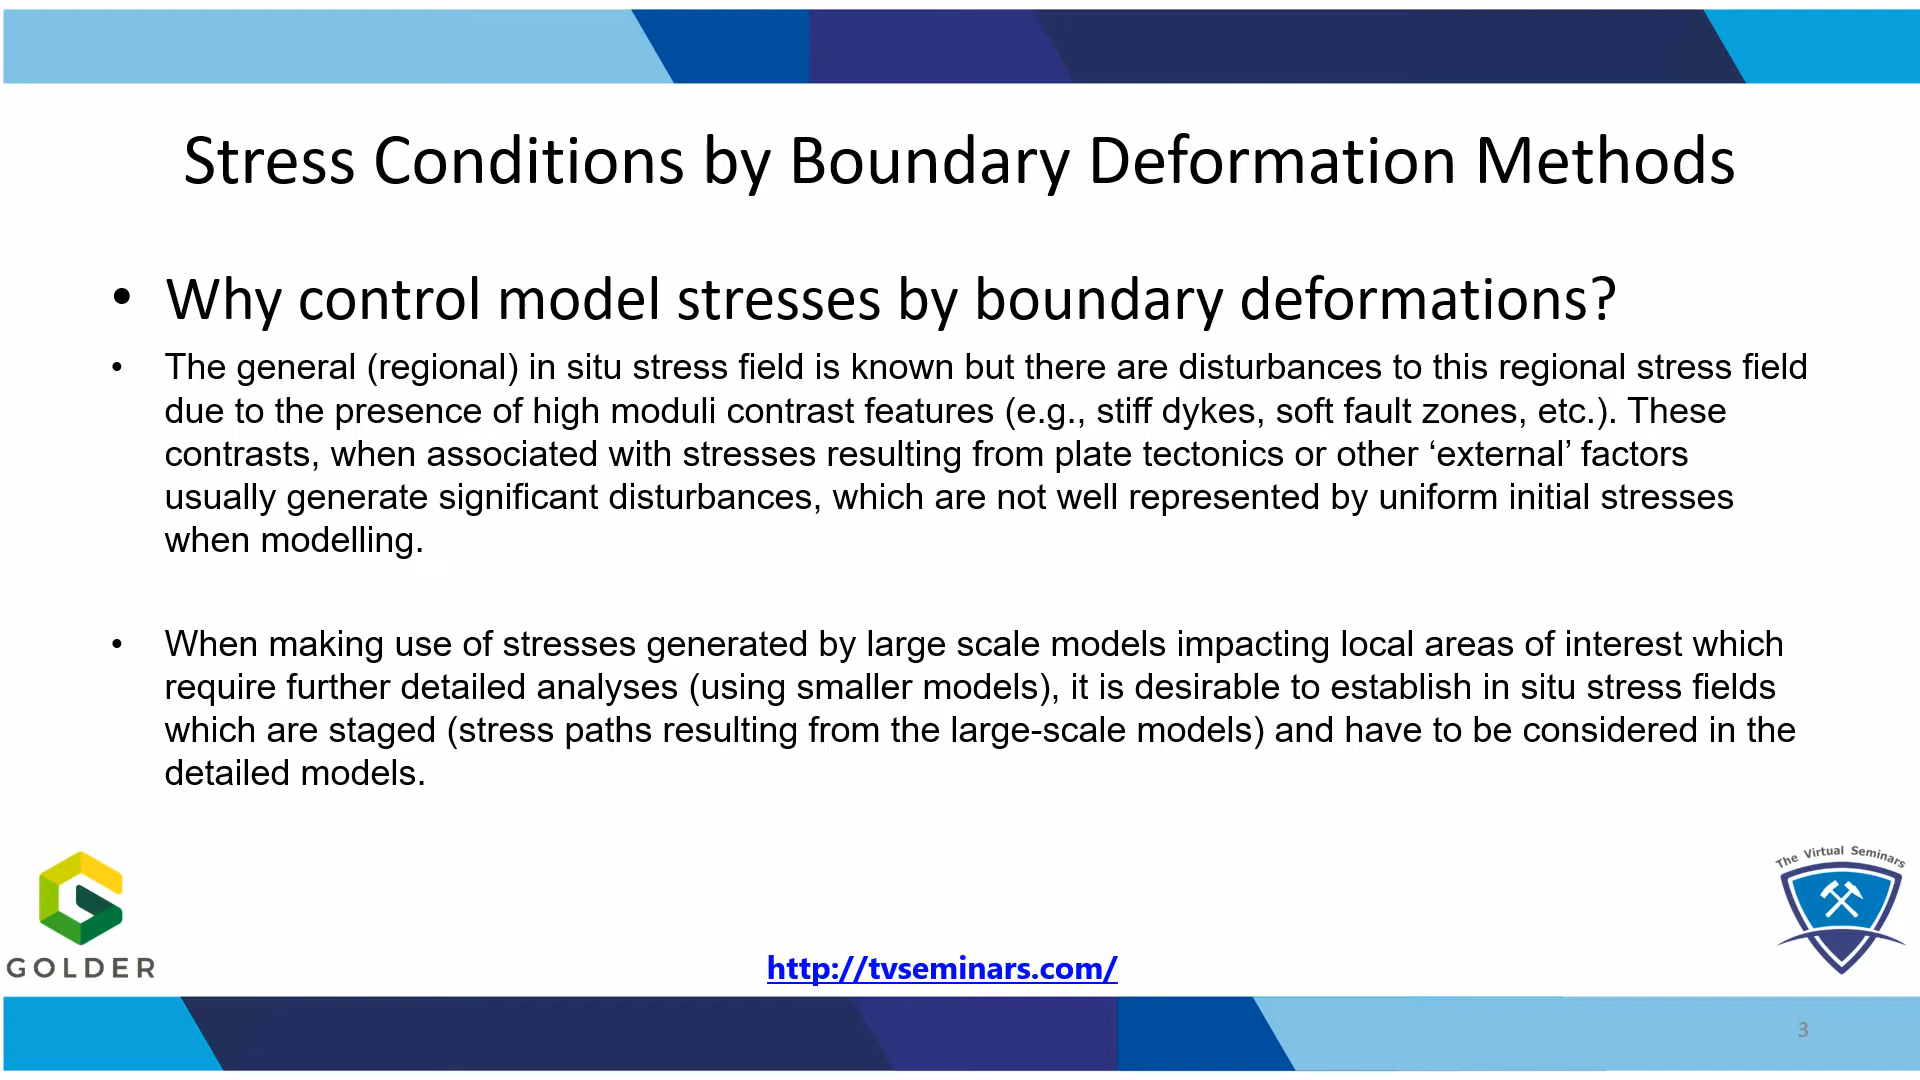 Stress Conditions by Boundary Deformation Methods
• Why control model stresses by boundary deformations?
• The general (regional) in situ stress field is known but there are disturbances to this regional stress field
due to the presence of high moduli contrast features (e.g., stiff dykes, soft fault zones, etc.). These
contrasts, when associated with stresses resulting from plate tectonics or other ‘external’ factors
usually generate significant disturbances, which are not well represented by uniform initial stresses
when modelling.
• When making use of stresses generated by large scale models impacting local areas of interest which
require further detailed analyses (using smaller models), it is desirable to establish in situ stress fields
which are staged (stress paths resulting from the large-scale models) and have to be considered in the
detailed models.
The Virtual Seminars
GOLDER
http://tvseminars.com/
3